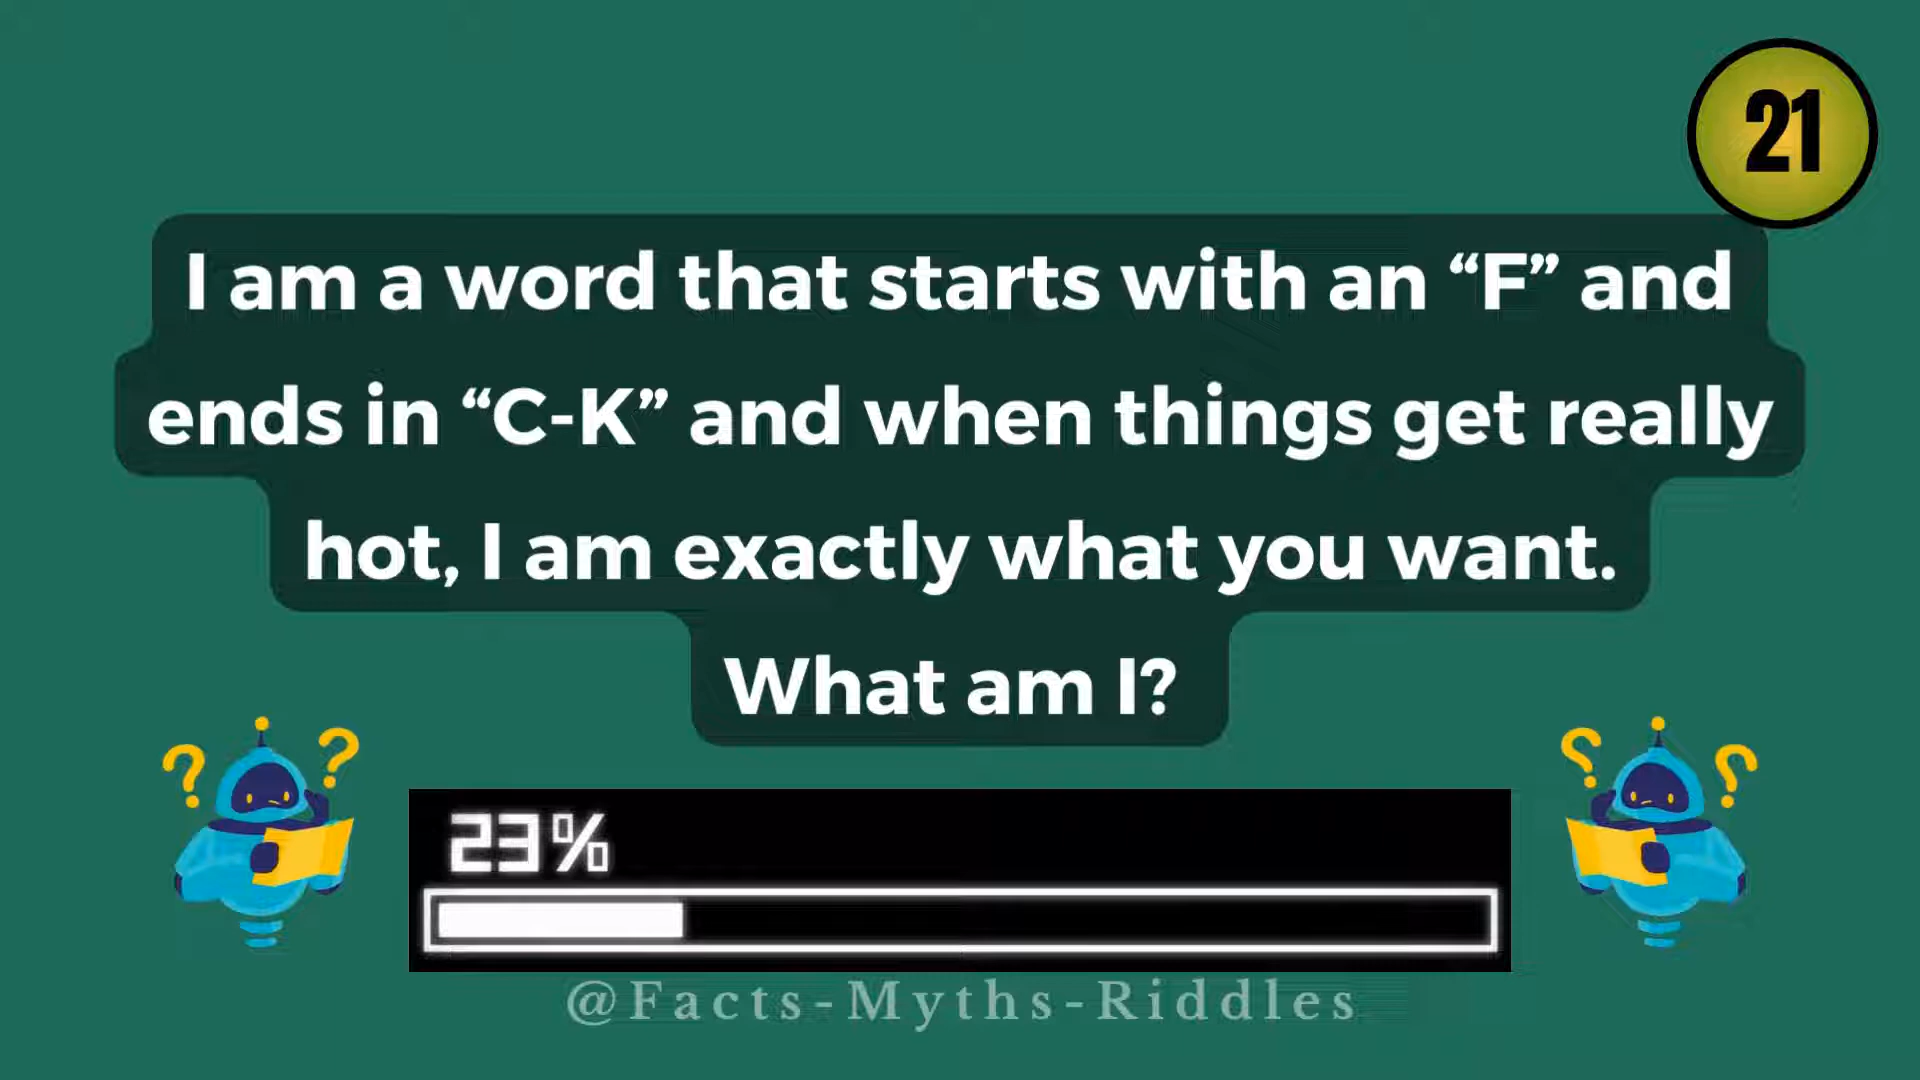 21
I am a word that starts with an “F” and
ends in “C-K” and when things get really
hot, I am exactly what you want.
What am I?
23%
@Facts-Myths-Riddles